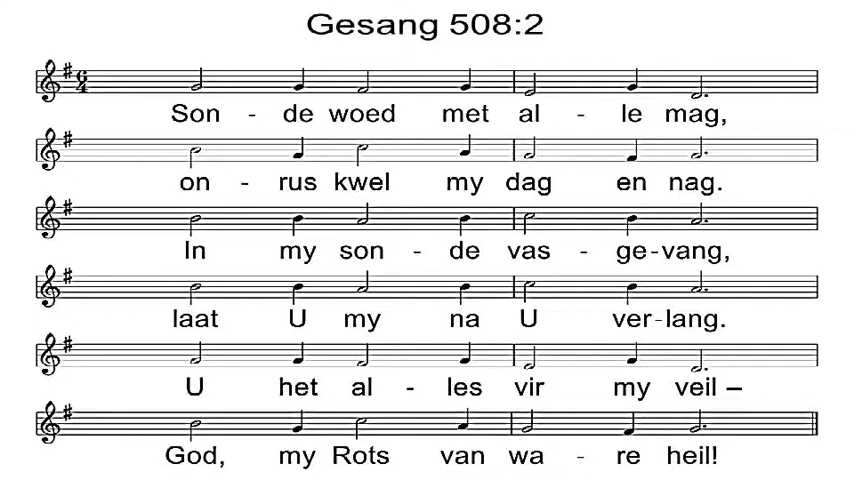 Gesang 508:2
6/4
Son - de woed met al - le mag,
on - rus kwel my dag en nag.
In my son - de vas - ge-vang,
laat U my na U ver-lang.
U het al - les vir my veil –
God, my Rots van wa - re heil!